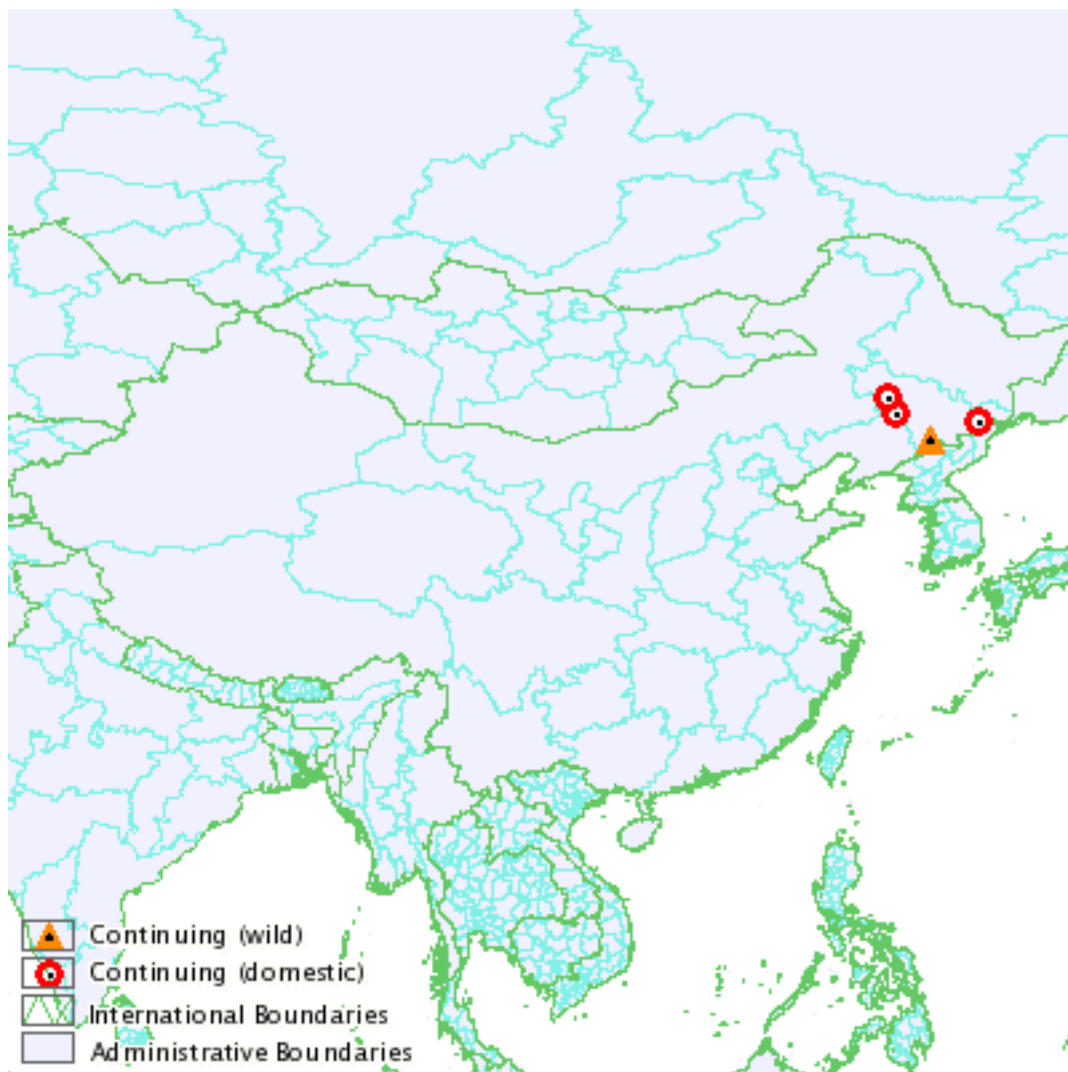 Continuing (wild)
Continuing (domestic)
International Boundaries
Administrative Boundaries